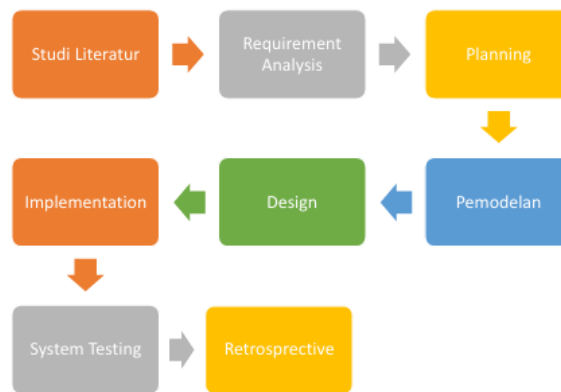 Studi Literatur
Requirement
Analysis
Planning
Pemodelan
Design
Implementation
System Testing
Retrosprective